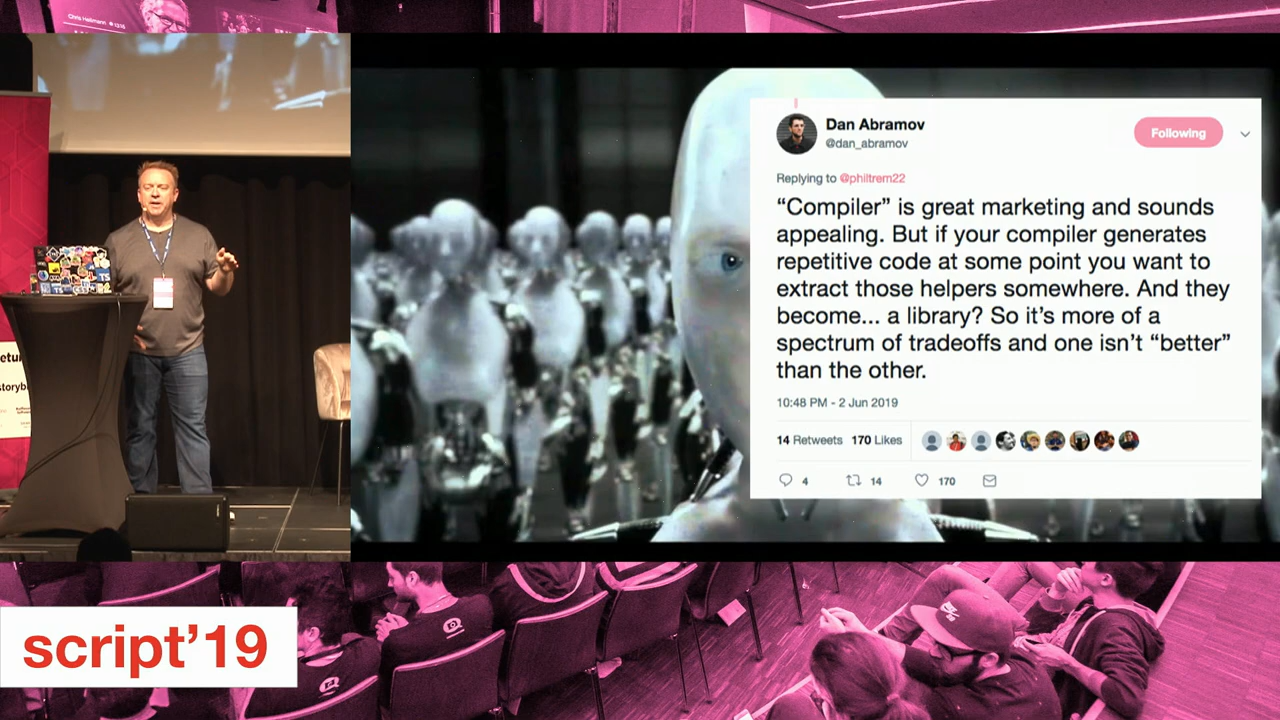 Chris Heilmann
Dan Abramov
@dan_abramov
Following
Replying to @philtrem22
“Compiler” is great marketing and sounds
appealing. But if your compiler generates
repetitive code at some point you want to
extract those helpers somewhere. And they
become... a library? So it’s more of a
spectrum of tradeoffs and one isn’t “better”
than the other.
10:48 PM - 2 Jun 2019
14 Retweets 170 Likes
4 14 170
script’19